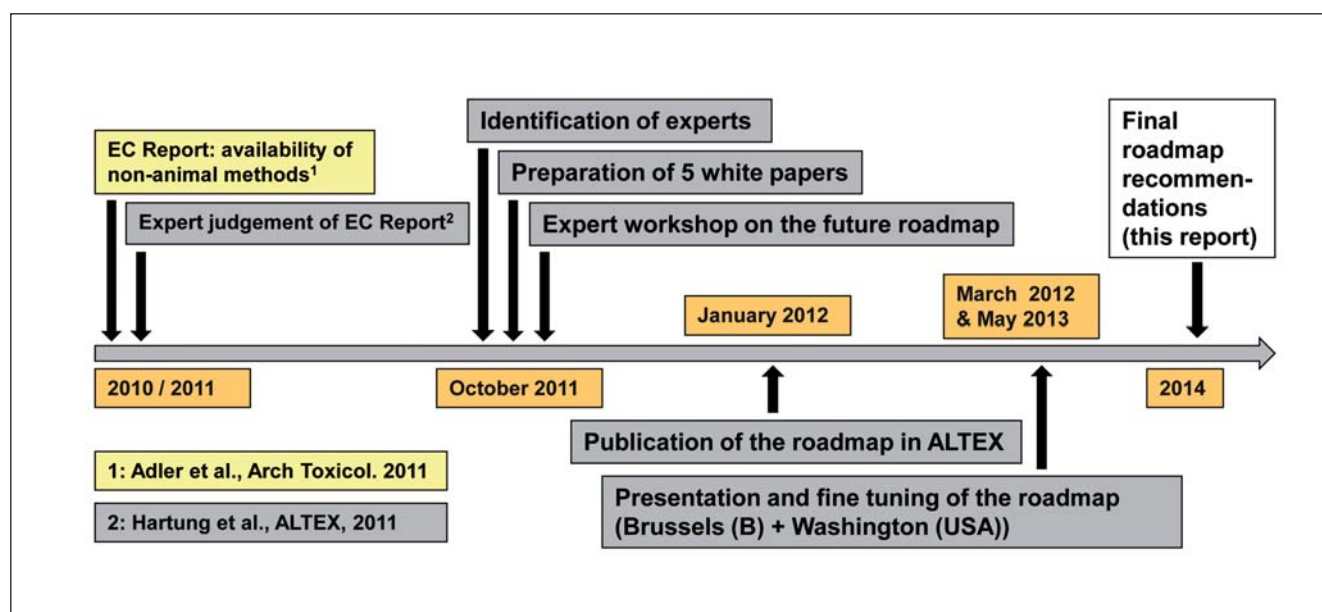 EC Report: availability of
non-animal methods¹
Expert judgement of EC Report²
Identification of experts
Preparation of 5 white papers
Expert workshop on the future roadmap
Final
roadmap
recommen-
dations
(this report)
January 2012
March 2012
& May 2013
2010 / 2011
October 2011
2014
Publication of the roadmap in ALTEX
Presentation and fine tuning of the roadmap
(Brussels (B) + Washington (USA))
1: Adler et al., Arch Toxicol. 2011
2: Hartung et al., ALTEX, 2011